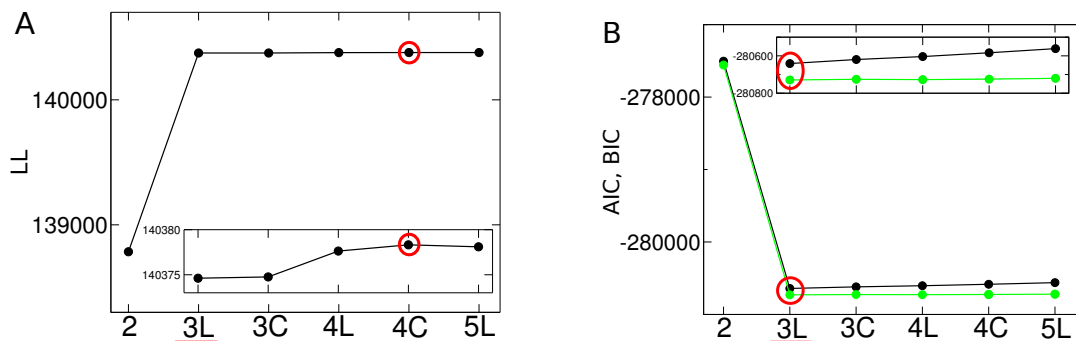 A
LL
140000
139000
140380
140375
2 3L 3C 4L 4C 5L
B
AIC, BIC
-278000
-280000
-280600
-280800
2 3L 3C 4L 4C 5L